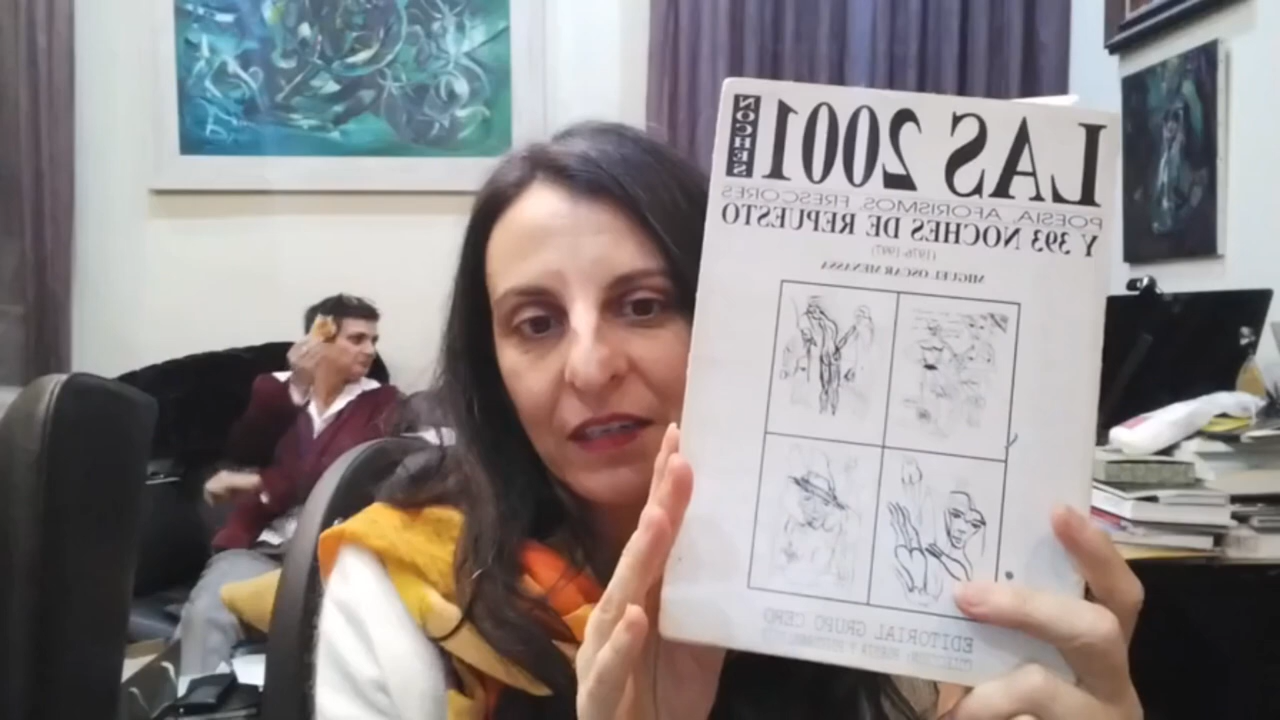 LAS 2001 NOCHES
POESIA, AFORISMOS, FRESCORES
Y 393 NOCHES DE REPUESTO
(1976-1997)
MIGUEL OSCAR MENASSA
EDITORIAL GRUPO CERO